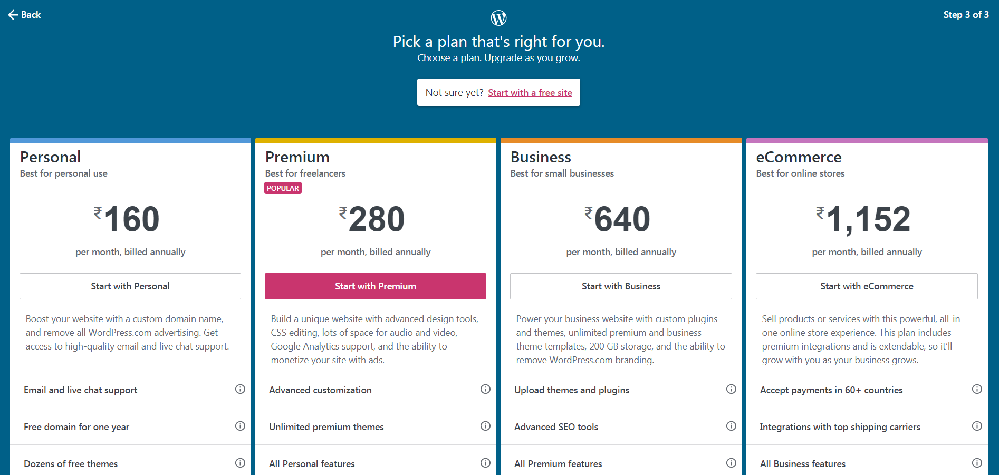 Back
Step 3 of 3
Pick a plan that's right for you.
Choose a plan. Upgrade as you grow.
Not sure yet? Start with a free site
Personal
Best for personal use
₹160
per month, billed annually
Start with Personal
Boost your website with a custom domain name,
and remove all WordPress.com advertising. Get
access to high-quality email and live chat support.
Email and live chat support
Free domain for one year
Dozens of free themes
Premium
Best for freelancers
POPULAR
₹280
per month, billed annually
Start with Premium
Build a unique website with advanced design tools,
CSS editing, lots of space for audio and video,
Google Analytics support, and the ability to
monetize your site with ads.
Advanced customization
Unlimited premium themes
All Personal features
Business
Best for small businesses
₹640
per month, billed annually
Start with Business
Power your business website with custom plugins
and themes, unlimited premium and business
theme templates, 200 GB storage, and the ability to
remove WordPress.com branding.
Upload themes and plugins
Advanced SEO tools
All Premium features
eCommerce
Best for online stores
₹1,152
per month, billed annually
Start with eCommerce
Sell products or services with this powerful, all-in-
one online store experience. This plan includes
premium integrations and is extendable, so it’ll
grow with you as your business grows.
Accept payments in 60+ countries
Integrations with top shipping carriers
All Business features